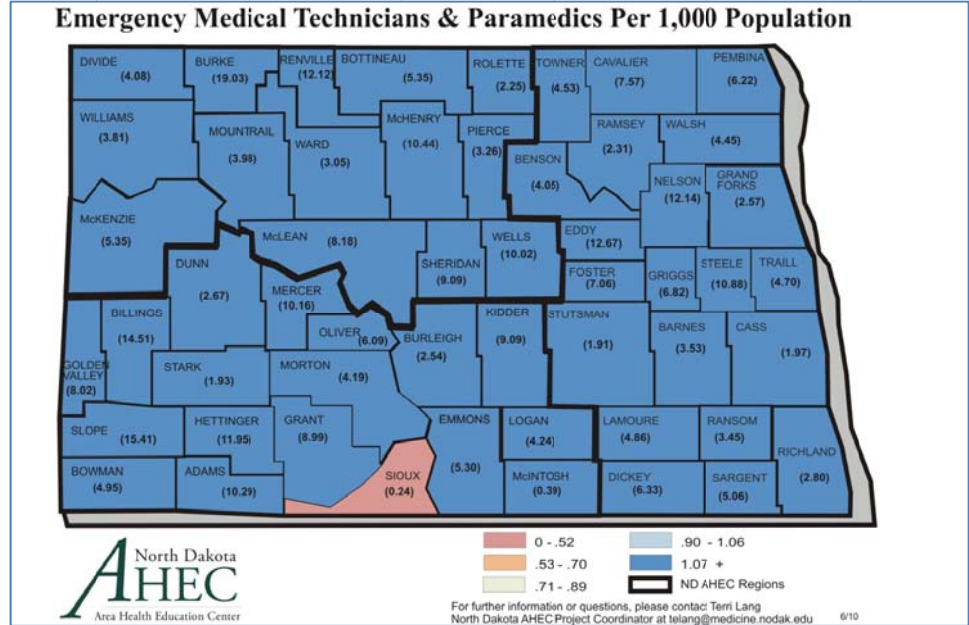 Emergency Medical Technicians & Paramedics Per 1,000 Population
DIVIDE
(4.08)
BURKE
(19.03)
RENVILLE
(12.12)
BOTTINEAU
(5.35)
ROLETTE
(2.25)
TOWNER
(4.53)
CAVALIER
(7.57)
PEMBINA
(6.22)
WILLIAMS
(3.81)
MOUNTRAIL
(3.98)
WARD
(3.05)
McHENRY
(10.44)
PIERCE
(3.26)
BENSON
(4.05)
RAMSEY
(2.31)
WALSH
(4.45)
NELSON
(12.14)
GRAND
FORKS
(2.57)
McKENZIE
(5.35)
DUNN
(2.67)
McLEAN
(8.18)
SHERIDAN
(9.09)
WELLS
(10.02)
EDDY
(12.67)
FOSTER
(7.06)
GRIGGS
(6.82)
STEELE
(10.88)
TRAILL
(4.70)
MERCER
(10.16)
OLIVER
(6.09)
BILLINGS
(14.51)
GOLDEN
VALLEY
(8.02)
STARK
(1.93)
MORTON
(4.19)
BURLEIGH
(2.54)
KIDDER
(9.09)
STUTSMAN
(1.91)
BARNES
(3.53)
CASS
(1.97)
SLOPE
(15.41)
HETTINGER
(11.95)
GRANT
(8.99)
EMMONS
(5.30)
LOGAN
(4.24)
LAMOURE
(4.86)
RANSOM
(3.45)
RICHLAND
(2.80)
BOWMAN
(4.95)
ADAMS
(10.29)
SIOUX
(0.24)
McINTOSH
(0.39)
DICKEY
(6.33)
SARGENT
(5.06)
North Dakota
AHEC
Area Health Education Center
0 - .52
.53 - .70
.71 - .89
.90 - 1.06
1.07 +
ND AHEC Regions
For further information or questions, please contact Terri Lang
North Dakota AHEC Project Coordinator at telang@medicine.nodak.edu
6/10